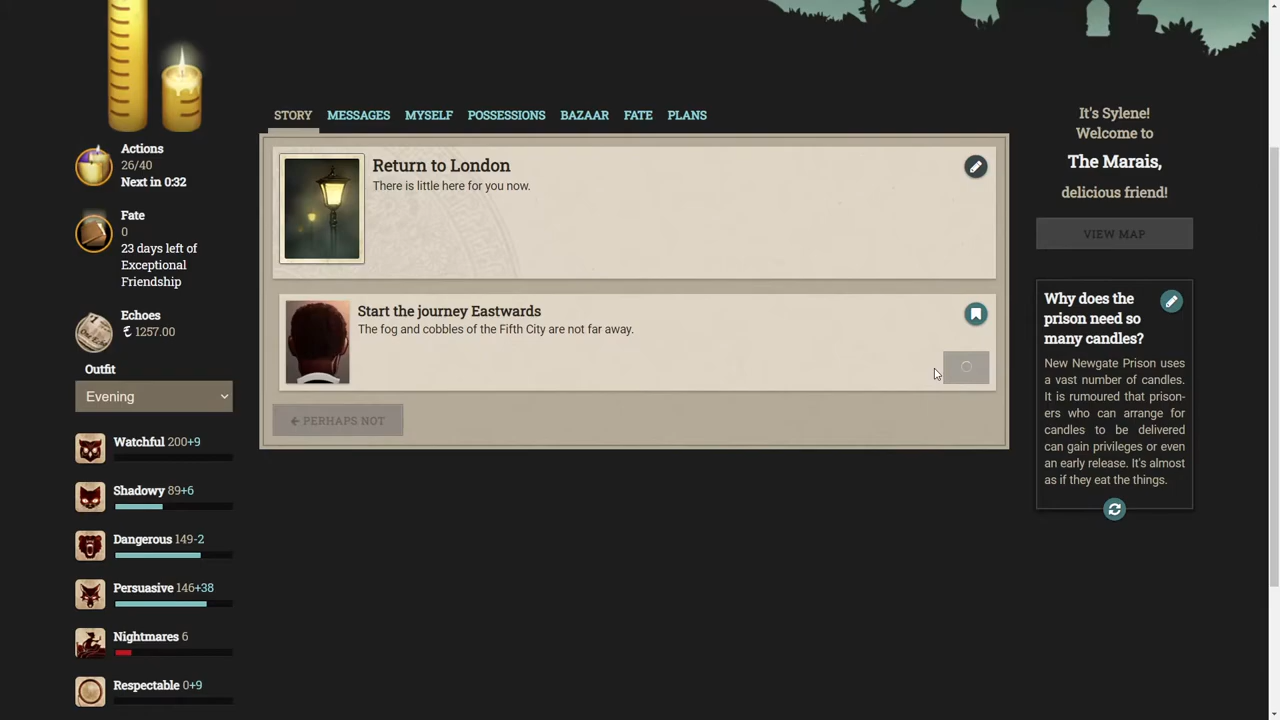 STORY MESSAGES MYSELF POSSESSIONS BAZAAR FATE PLANS
Actions
26/40
Next in 0:32
Fate
0
23 days left of
Exceptional
Friendship
Echoes
1257.00
Outfit
Evening
Watchful 200+9
Shadowy 89+6
Dangerous 149-2
Persuasive 146+38
Nightmares 6
Respectable 0+9
Return to London
There is little here for you now.
Start the journey Eastwards
The fog and cobbles of the Fifth City are not far away.
PERHAPS NOT
It's Sylene!
Welcome to
The Marais,
delicious friend!
VIEW MAP
Why does the
prison need so
many candles?
New Newgate Prison uses
a vast number of candles.
It is rumoured that prison-
ers who can arrange for
candles to be delivered
can gain privileges or even
an early release. It's almost
as if they eat the things.